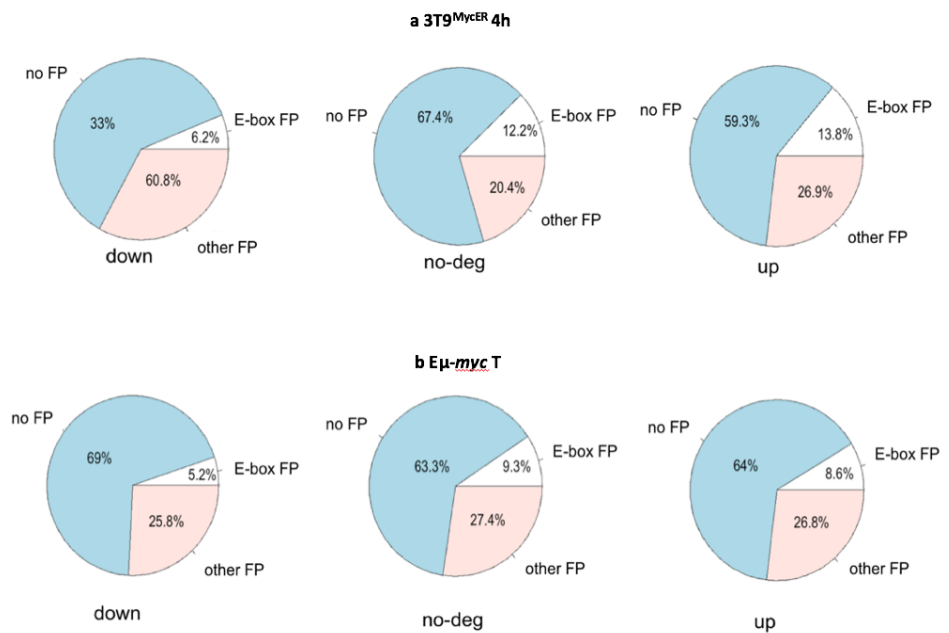 a 3T9MycER 4h
no FP
33%
E-box FP
6.2%
60.8%
other FP
down
no FP
67.4%
E-box FP
12.2%
20.4%
other FP
no-deg
no FP
59.3%
E-box FP
13.8%
26.9%
other FP
up
b Eμ-myc T
no FP
69%
E-box FP
5.2%
25.8%
other FP
down
no FP
63.3%
E-box FP
9.3%
27.4%
other FP
no-deg
no FP
64%
E-box FP
8.6%
26.8%
other FP
up